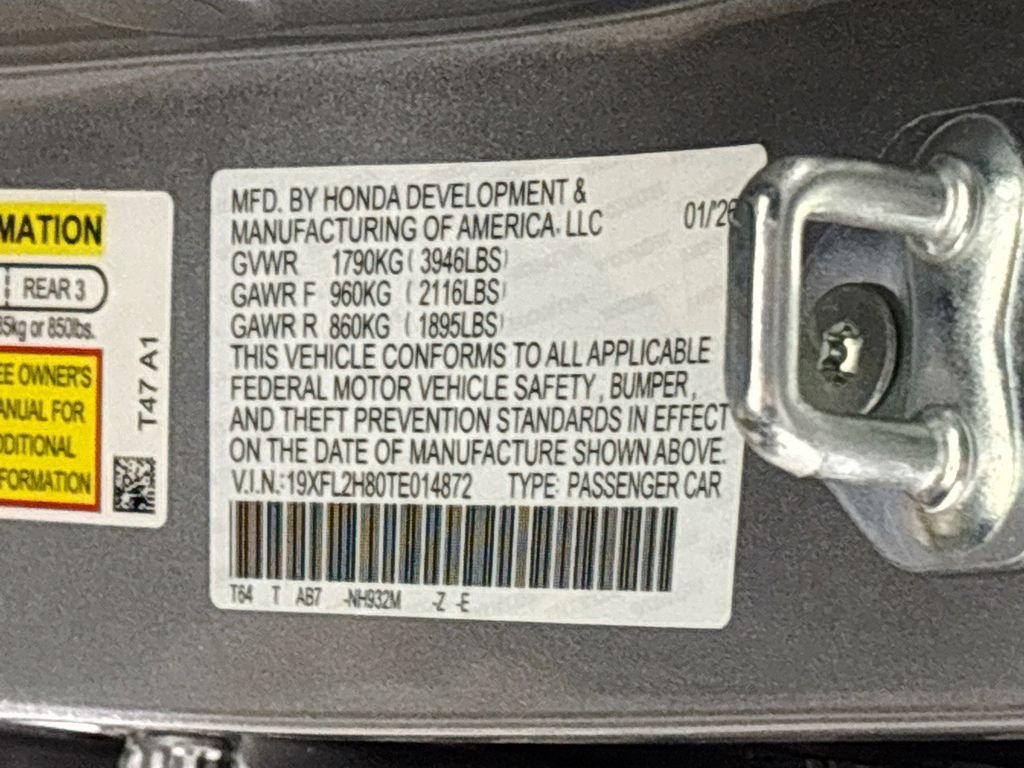 MATION
REAR 3
5kg or 850lbs.
EE OWNER'S
ANUAL FOR
DDITIONAL
FORMATION
T47 A1
MFD. BY HONDA DEVELOPMENT &
MANUFACTURING OF AMERICA, LLC 01/26
GVWR 1790KG ( 3946LBS)
GAWR F 960KG ( 2116LBS)
GAWR R 860KG ( 1895LBS)
THIS VEHICLE CONFORMS TO ALL APPLICABLE
FEDERAL MOTOR VEHICLE SAFETY, BUMPER,
AND THEFT PREVENTION STANDARDS IN EFFECT
ON THE DATE OF MANUFACTURE SHOWN ABOVE.
V.I.N.:19XFL2H80TE014872 TYPE: PASSENGER CAR
T64 T AB7 -NH932M -Z -E